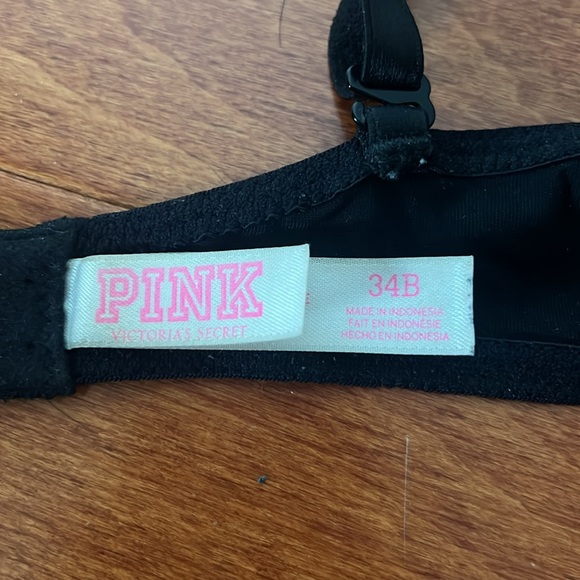 PINK
VICTORIA'S SECRET
34B
MADE IN INDONESIA
FAIT EN INDONÉSIE
HECHO EN INDONESIA